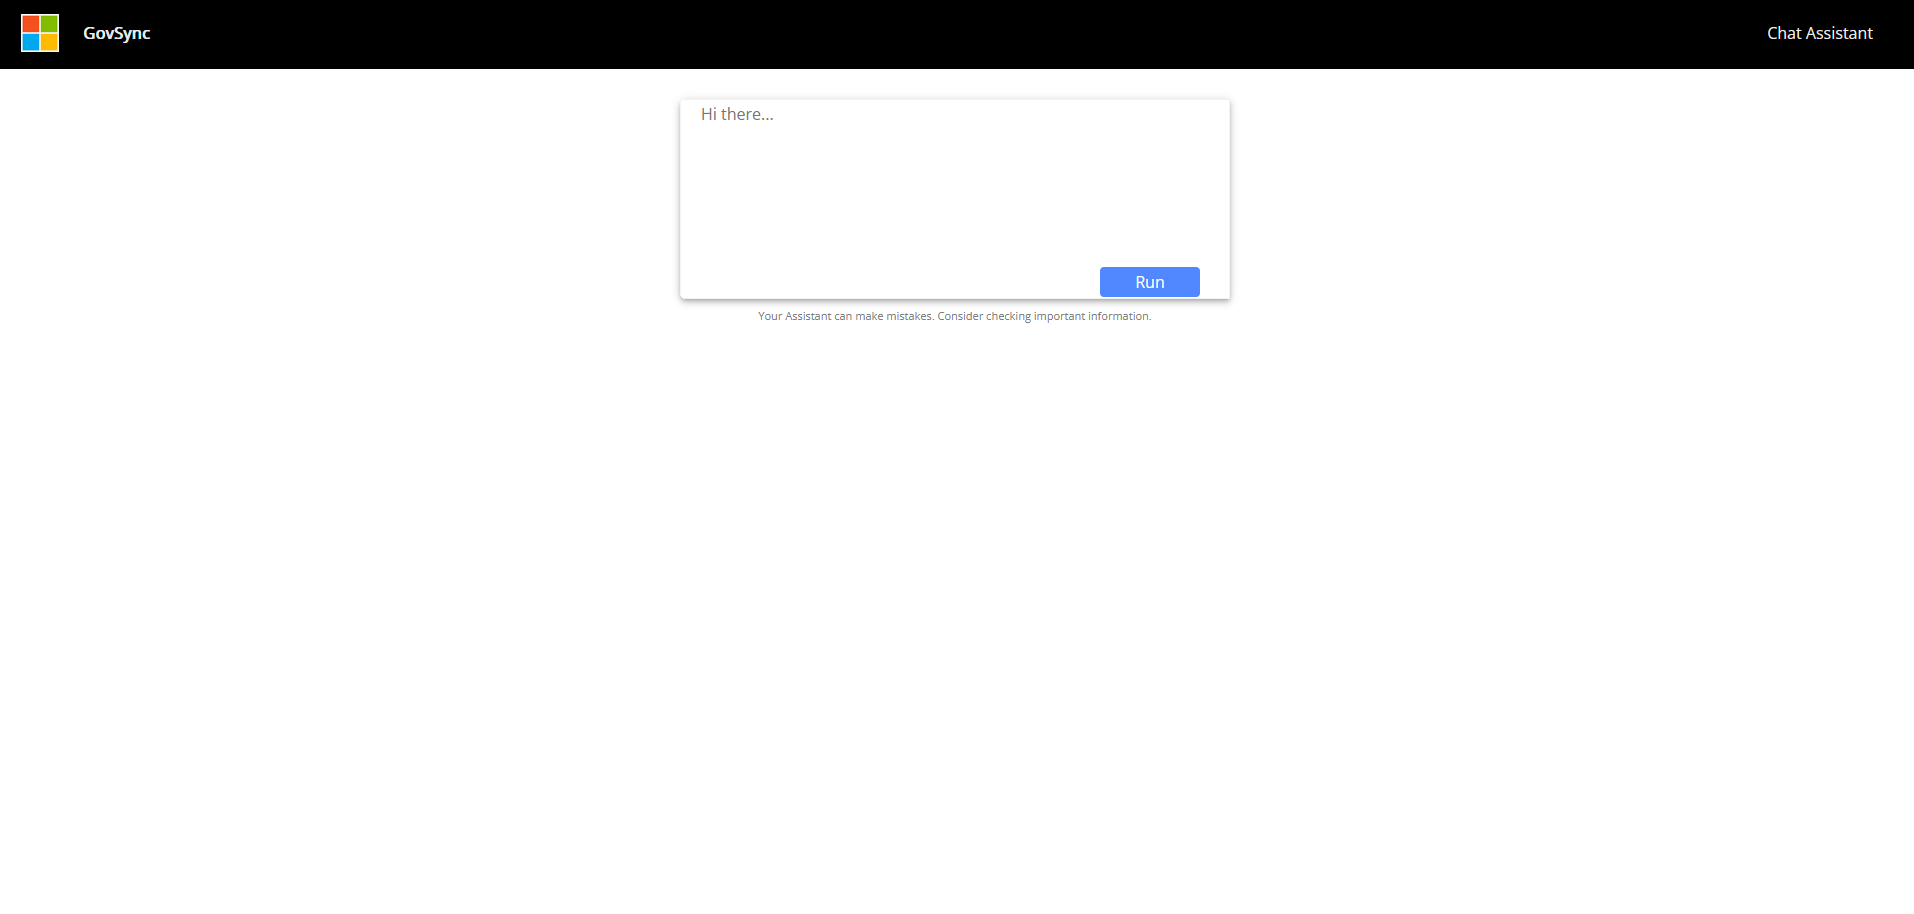 GovSync
Chat Assistant
Hi there...
Run
Your Assistant can make mistakes. Consider checking important information.